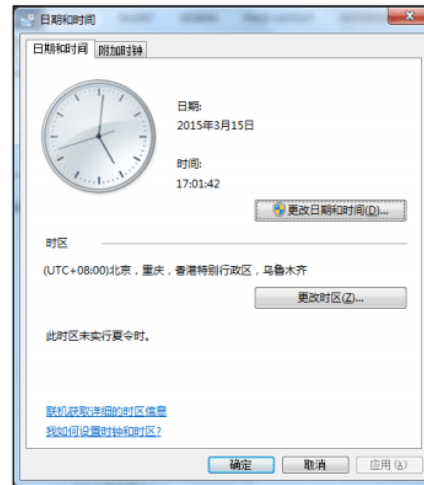 日期和时间
日期和时间 附加时钟
日期:
2015年3月15日
时间:
17:01:42
更改日期和时间(D)...
时区
(UTC+08:00)北京，重庆，香港特别行政区，乌鲁木齐
更改时区(Z)...
此时区未实行夏令时。
联机获取详细的时区信息
我如何设置时钟和时区?
确定 取消 应用(A)